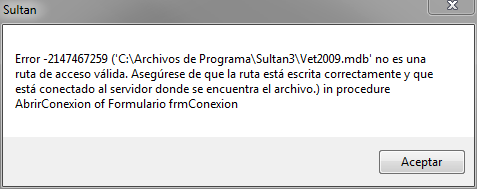 Sultan
Error -2147467259 ('C:\Archivos de Programa\Sultan3\Vet2009.mdb' no es una
ruta de acceso válida. Asegúrese de que la ruta está escrita correctamente y que
está conectado al servidor donde se encuentra el archivo.) in procedure
AbrirConexion of Formulario frmConexion
Aceptar